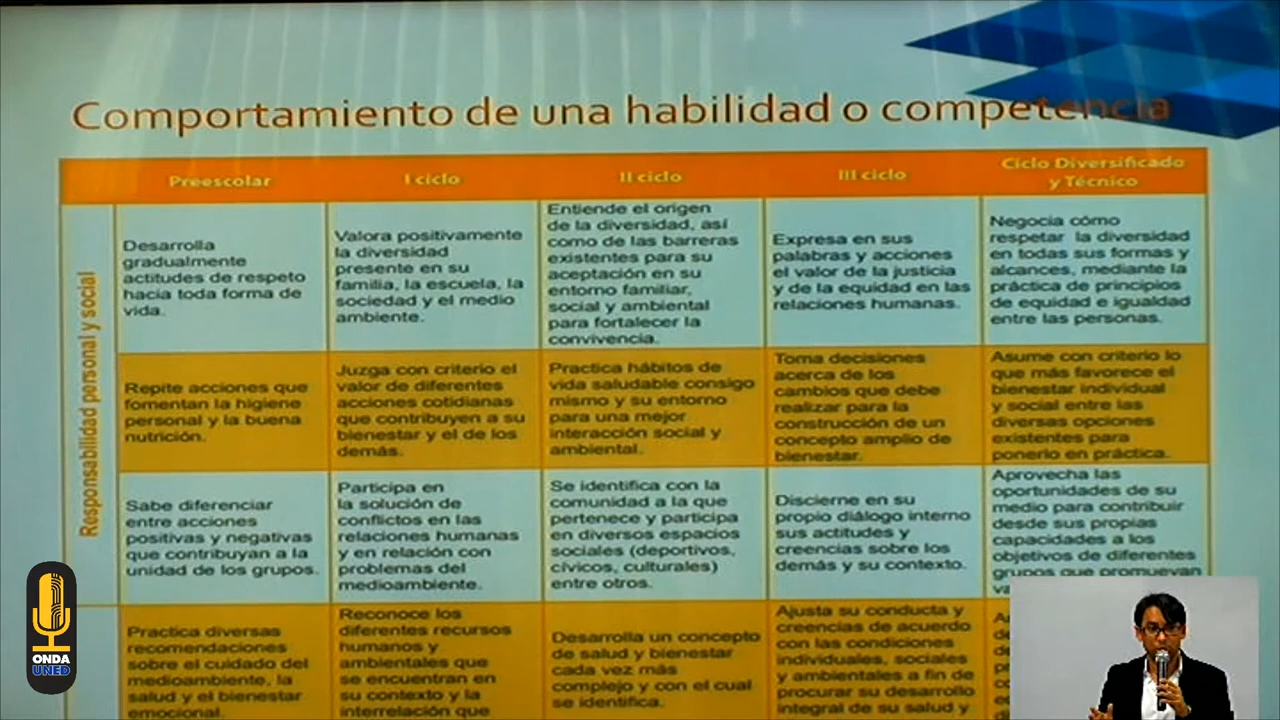 Comportamiento de una habilidad o competencia
Preescolar
I ciclo
II ciclo
III ciclo
Ciclo Diversificado
y Técnico
Responsabilidad personal y social
Desarrolla
gradualmente
actitudes de respeto
hacia toda forma de
vida.
Valora positivamente
la diversidad
presente en su
familia, la escuela, la
sociedad y el medio
ambiente.
Entiende el origen
de la diversidad, así
como de las barreras
existentes para su
aceptación en su
entorno familiar,
social y ambiental
para fortalecer la
convivencia.
Expresa en sus
palabras y acciones
el valor de la justicia
y de la equidad en las
relaciones humanas.
Negocia cómo
respetar la diversidad
en todas sus formas y
alcances, mediante la
práctica de principios
de equidad e igualdad
entre las personas.
Repite acciones que
fomentan la higiene
personal y la buena
nutrición.
Juzga con criterio el
valor de diferentes
acciones cotidianas
que contribuyen a su
bienestar y el de los
demás.
Practica hábitos de
vida saludable consigo
mismo y su entorno
para una mejor
interacción social y
ambiental.
Toma decisiones
acerca de los
cambios que debe
realizar para la
construcción de un
concepto amplio de
bienestar.
Asume con criterio lo
que más favorece el
bienestar individual
y social entre las
diversas opciones
existentes para
ponerlo en práctica.
Sabe diferenciar
entre acciones
positivas y negativas
que contribuyan a la
unidad de los grupos.
Participa en
la solución de
conflictos en las
relaciones humanas
y en relación con
problemas del
medioambiente.
Se identifica con la
comunidad a la que
pertenece y participa
en diversos espacios
sociales (deportivos,
cívicos, culturales)
entre otros.
Discierne en su
propio diálogo interno
sus actitudes y
creencias sobre los
demás y su contexto.
Aprovecha las
oportunidades de su
medio para contribuir
desde sus propias
capacidades a los
objetivos de diferentes
grupos que promuevan
Practica diversas
recomendaciones
sobre el cuidado del
medioambiente, la
salud y el bienestar
emocional.
Reconoce los
diferentes recursos
humanos y
ambientales que
se encuentran en
su contexto y la
interrelación que
Desarrolla un concepto
de salud y bienestar
cada vez más
complejo y con el cual
se identifica.
Ajusta su conducta y
creencias de acuerdo
con las condiciones
individuales, sociales
y ambientales a fin de
procurar su desarrollo
integral de su salud y
ONDA
UNED